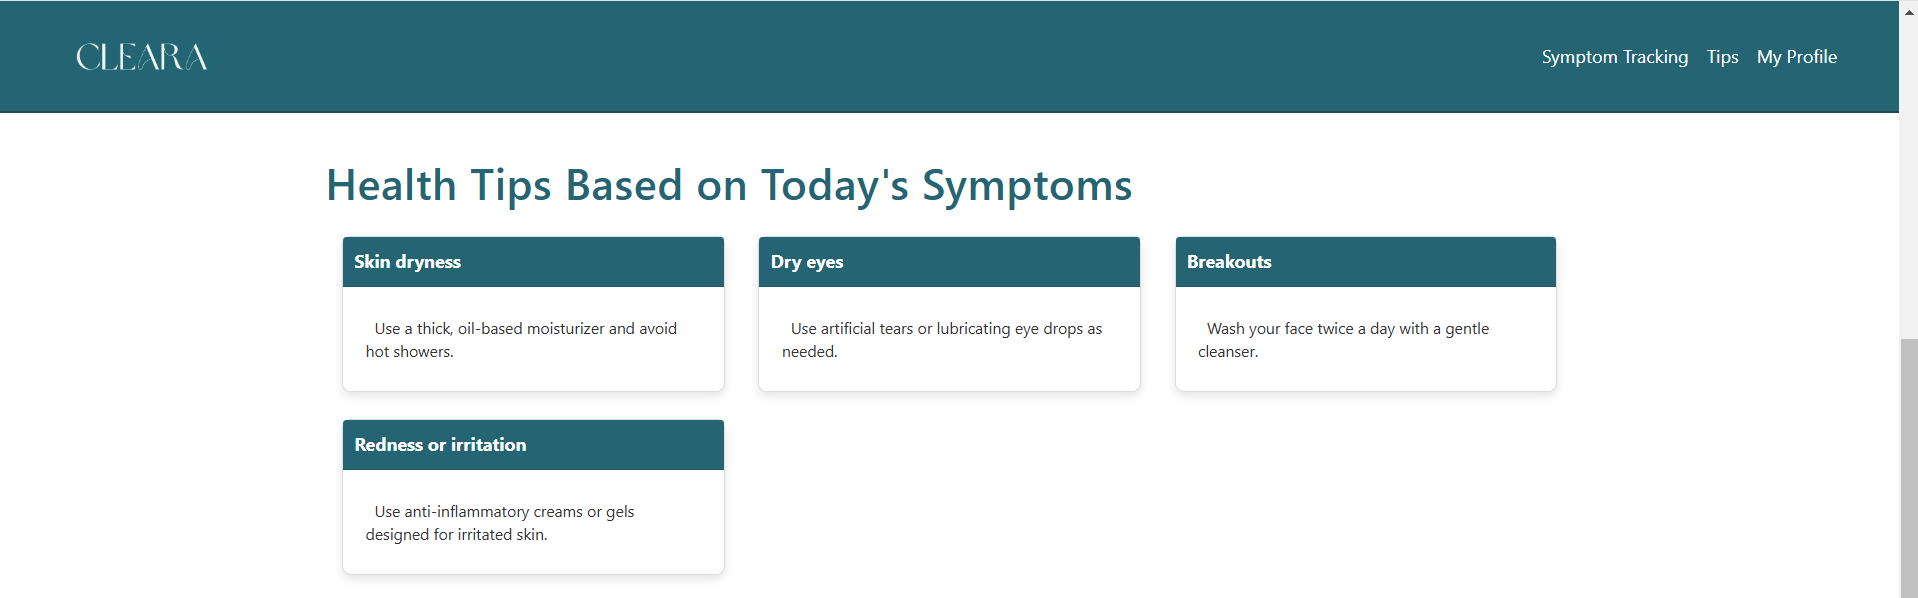 CLEARA
Symptom Tracking Tips My Profile
Health Tips Based on Today's Symptoms
Skin dryness
Use a thick, oil-based moisturizer and avoid
hot showers.
Dry eyes
Use artificial tears or lubricating eye drops as
needed.
Breakouts
Wash your face twice a day with a gentle
cleanser.
Redness or irritation
Use anti-inflammatory creams or gels
designed for irritated skin.